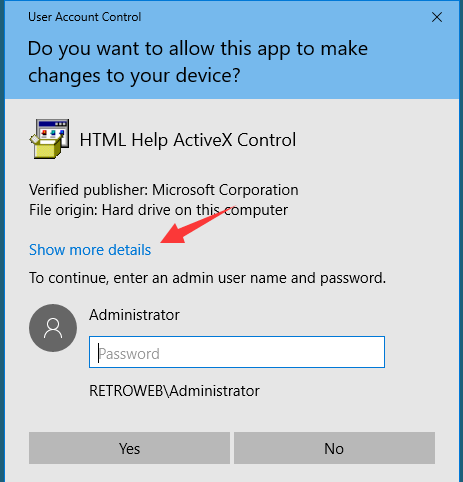 User Account Control
Do you want to allow this app to make
changes to your device?
HTML Help ActiveX Control
Verified publisher: Microsoft Corporation
File origin: Hard drive on this computer
Show more details
To continue, enter an admin user name and password.
Administrator
Password
RETROWEB\Administrator
Yes
No